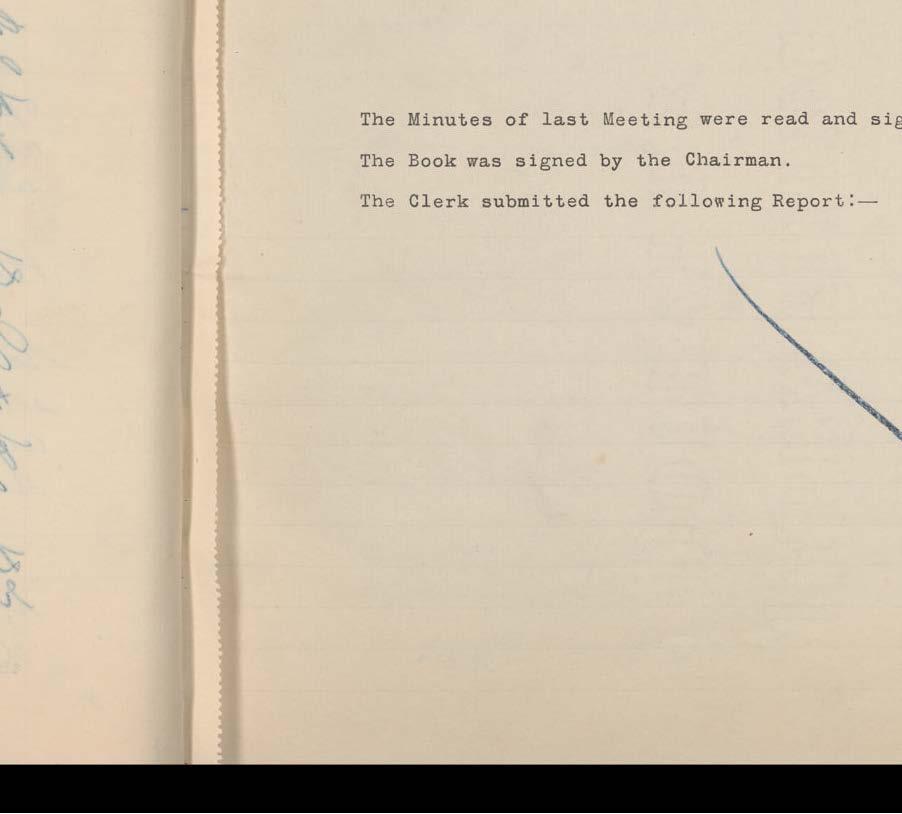 The Minutes of last Meeting were read and sig
The Book was signed by the Chairman.
The Clerk submitted the following Report:—